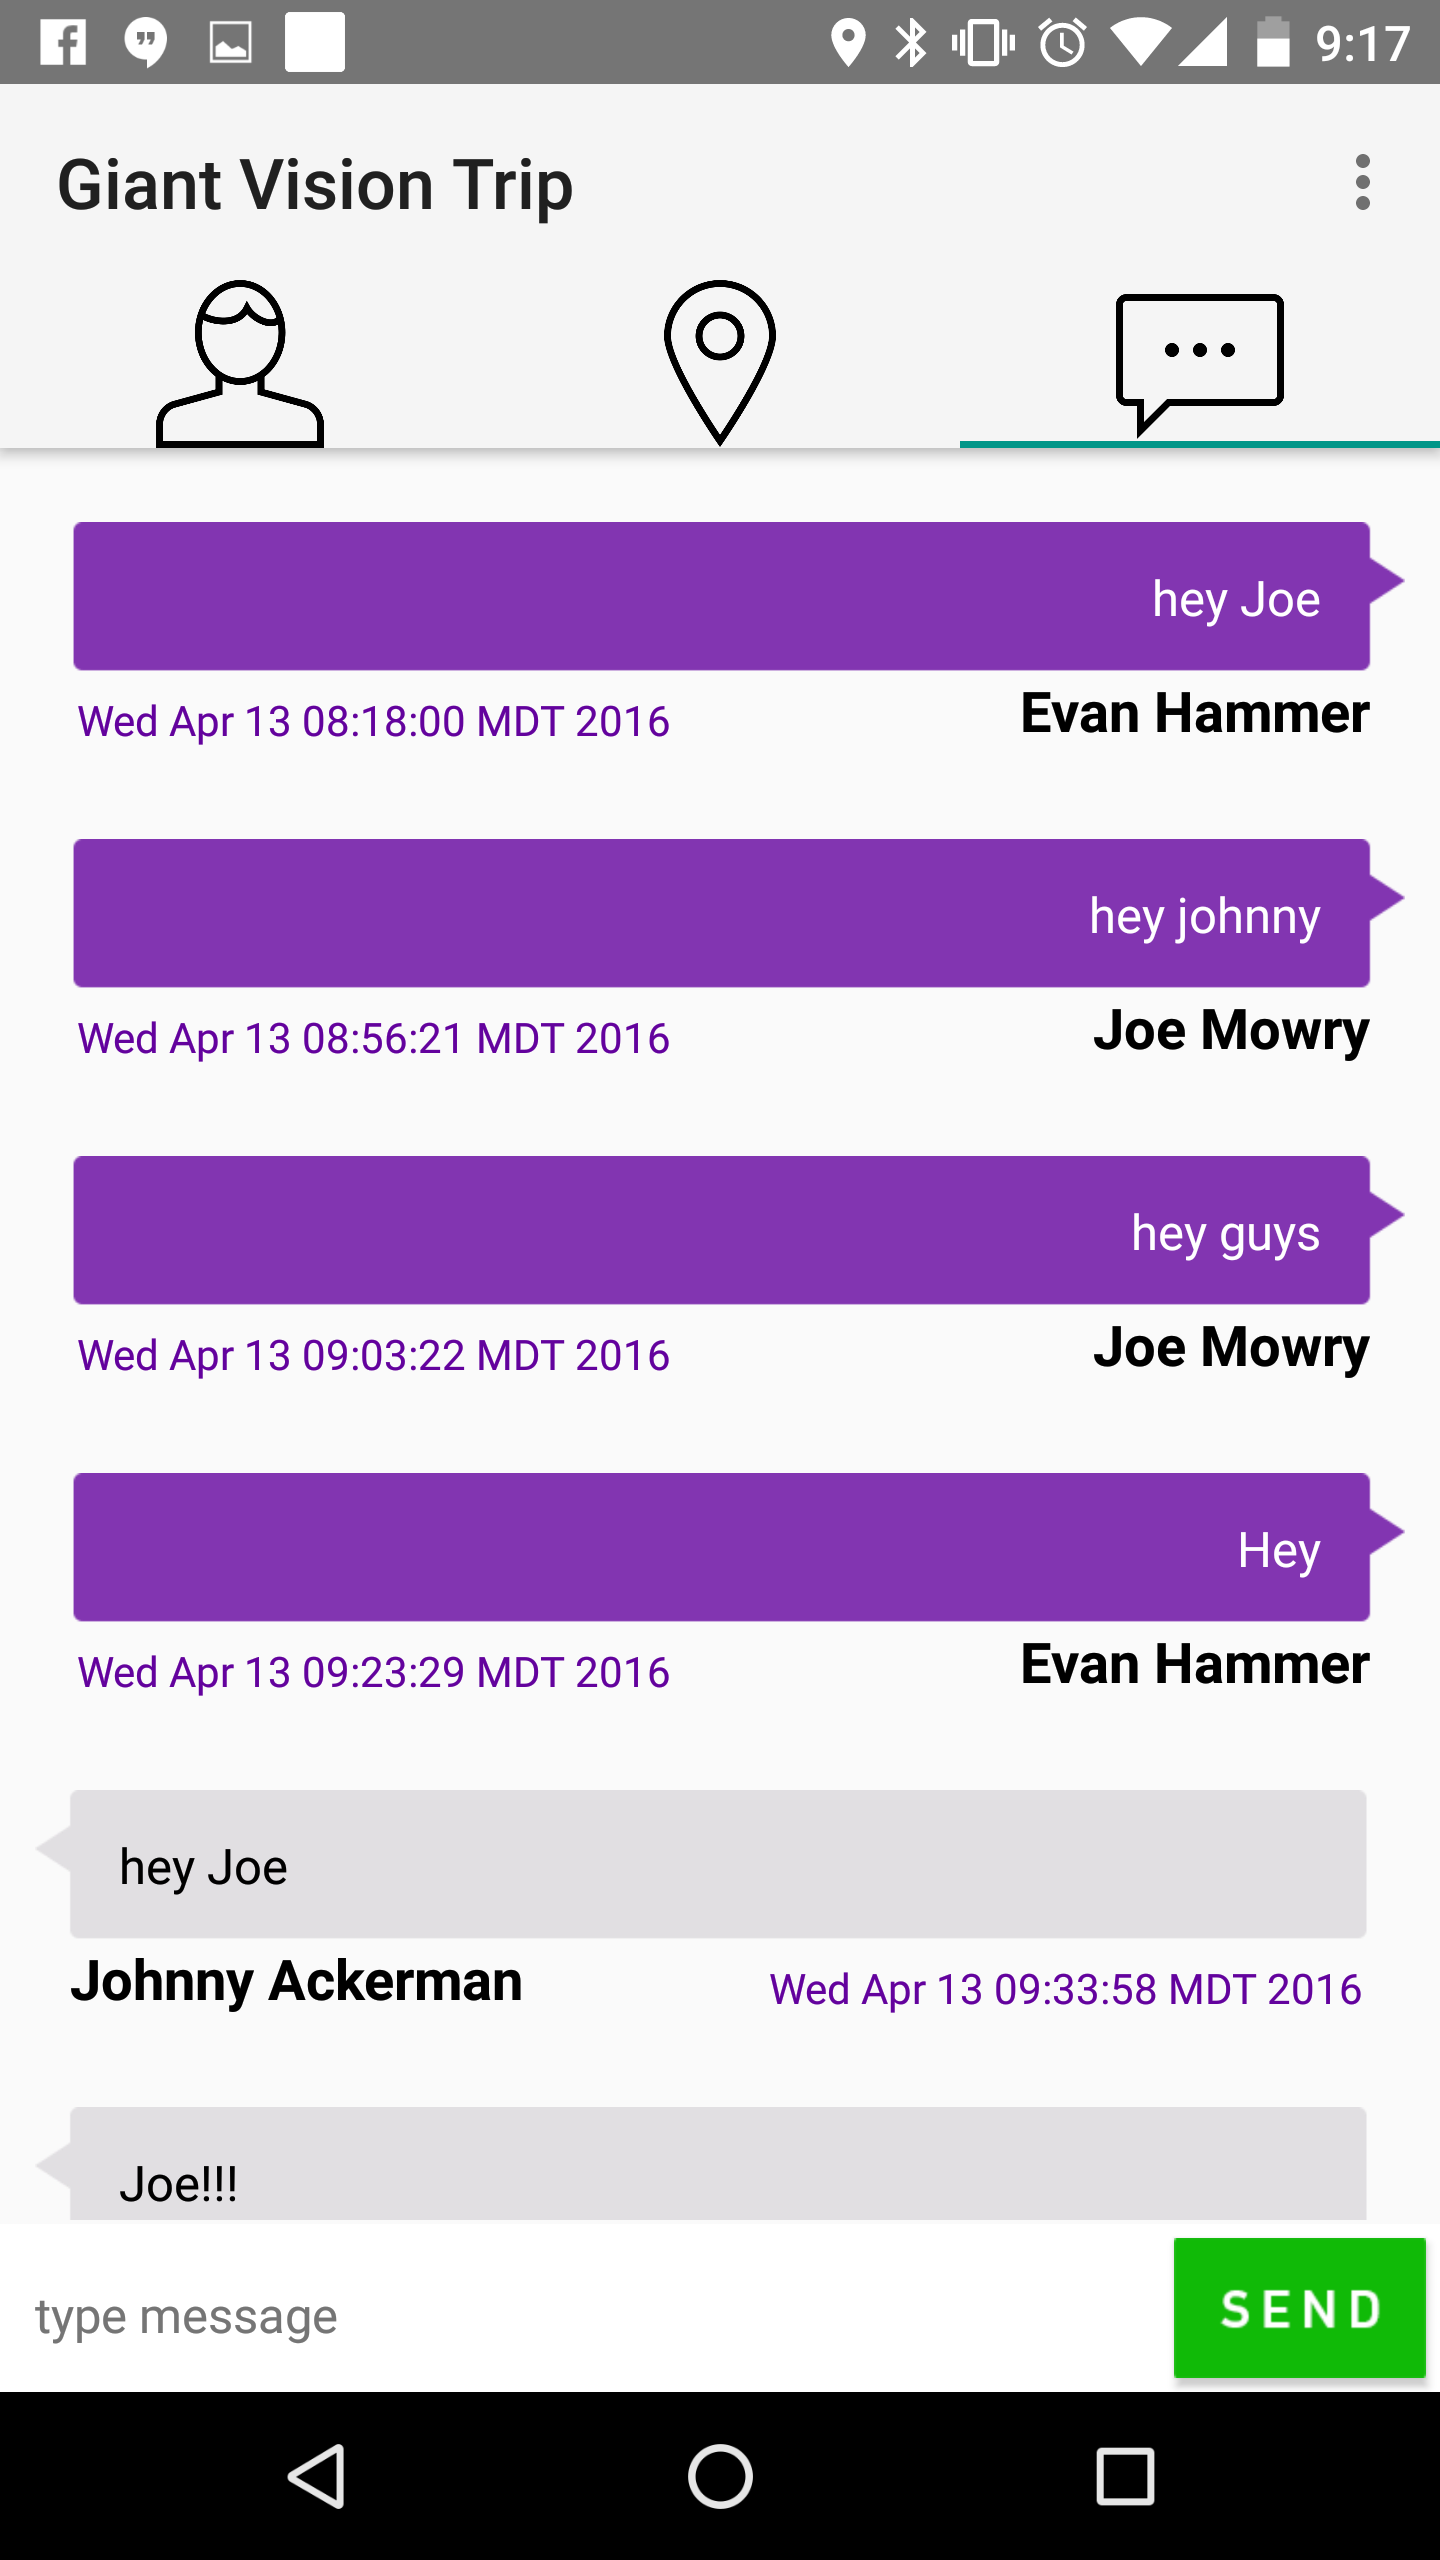 9:17
Giant Vision Trip
hey Joe
Wed Apr 13 08:18:00 MDT 2016 Evan Hammer
hey johnny
Wed Apr 13 08:56:21 MDT 2016 Joe Mowry
hey guys
Wed Apr 13 09:03:22 MDT 2016 Joe Mowry
Hey
Wed Apr 13 09:23:29 MDT 2016 Evan Hammer
hey Joe
Johnny Ackerman Wed Apr 13 09:33:58 MDT 2016
Joe!!!
type message SEND